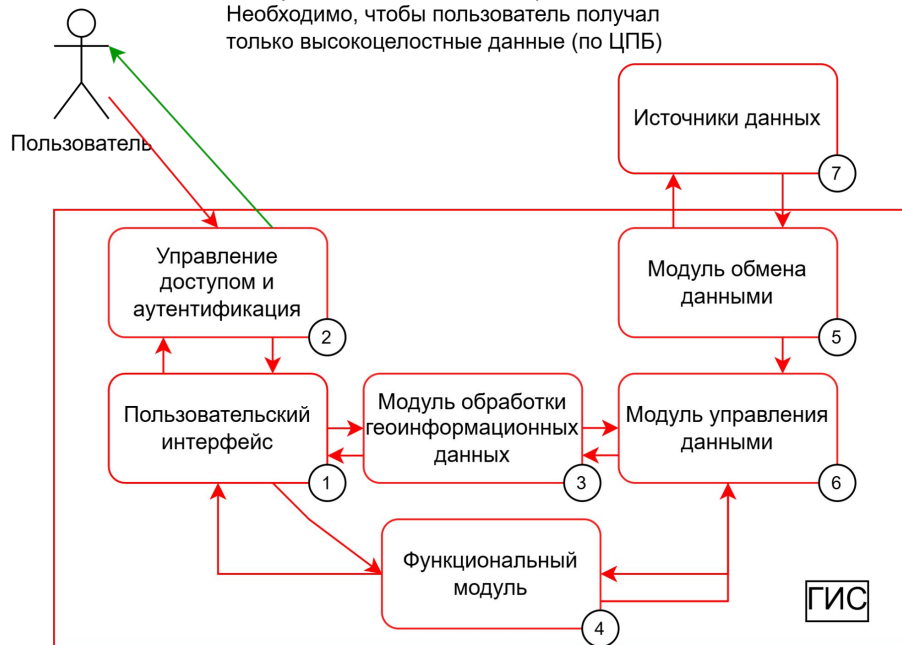 Необходимо, чтобы пользователь получал
только высокоцелостные данные (по ЦПБ)
Пользователь
Источники данных
7
Управление
доступом и
аутентификация
2
Модуль обмена
данными
5
Пользовательский
интерфейс
1
Модуль обработки
геоинформационных
данных
3
Модуль управления
данными
6
Функциональный
модуль
4
ГИС